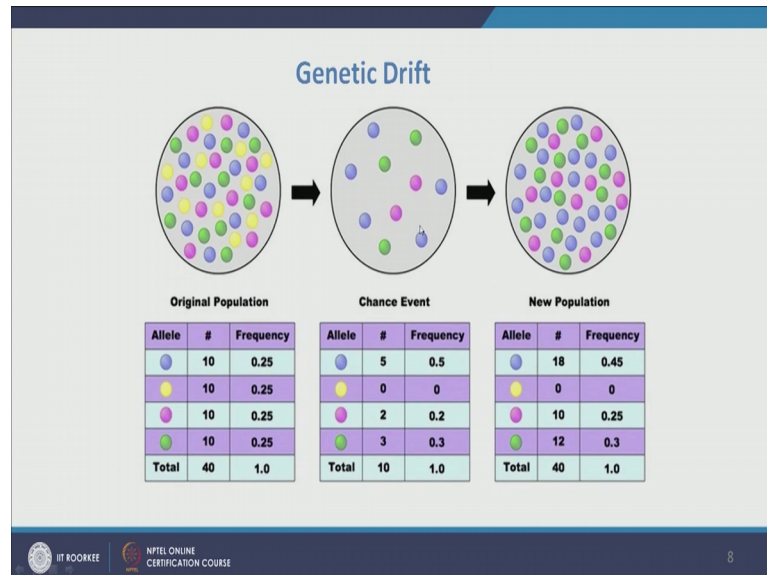 Genetic Drift
Original Population
Chance Event
New Population
Allele # Frequency
10 0.25
10 0.25
10 0.25
10 0.25
Total 40 1.0
Allele # Frequency
5 0.5
0 0
2 0.2
3 0.3
Total 10 1.0
Allele # Frequency
18 0.45
0 0
10 0.25
12 0.3
Total 40 1.0
IIT ROORKEE
NPTEL ONLINE
CERTIFICATION COURSE
8